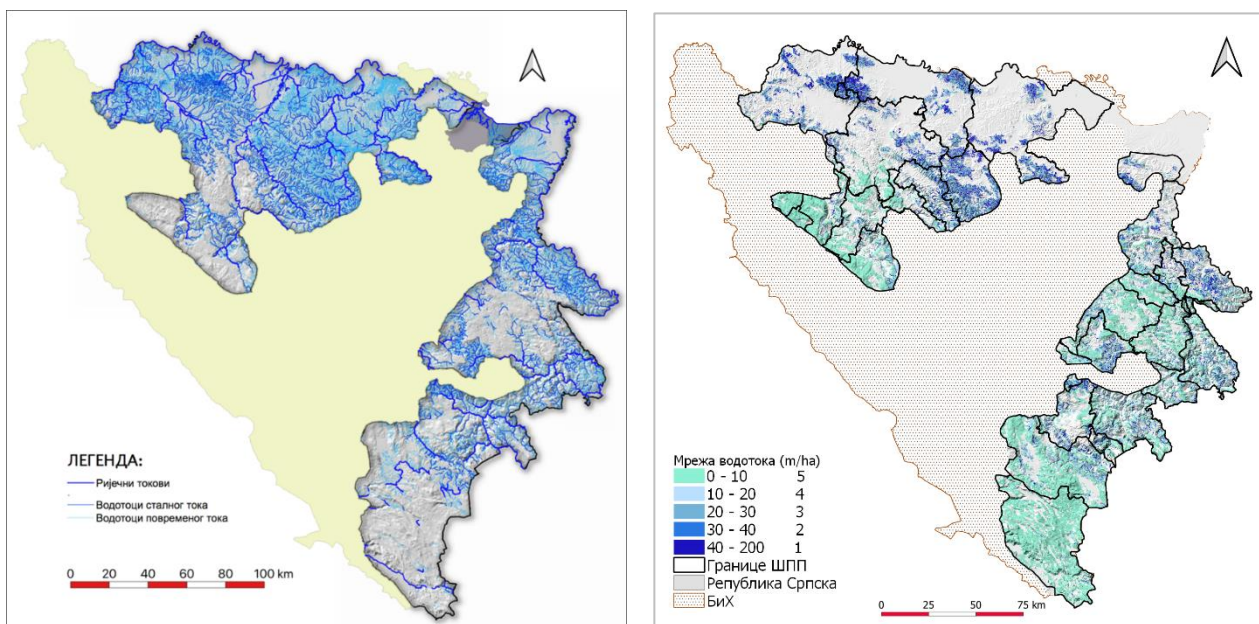 ЛЕГЕНДА:
Ријечни токови
Водотоци сталног тока
Водотоци повременог тока
0 20 40 60 80 100 km
Мрежа водотока (m/ha)
0 - 10 5
10 - 20 4
20 - 30 3
30 - 40 2
40 - 200 1
Границе ШПП
Република Српска
БиХ
0 25 50 75 km